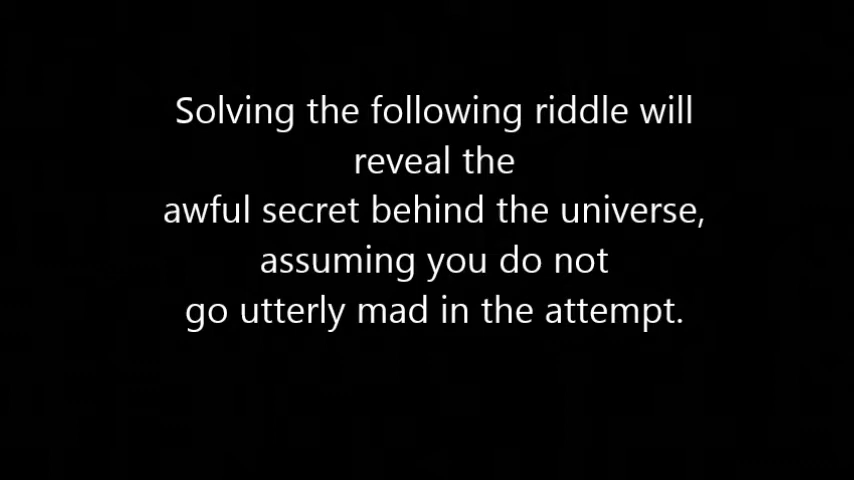 Solving the following riddle will
reveal the
awful secret behind the universe,
assuming you do not
go utterly mad in the attempt.